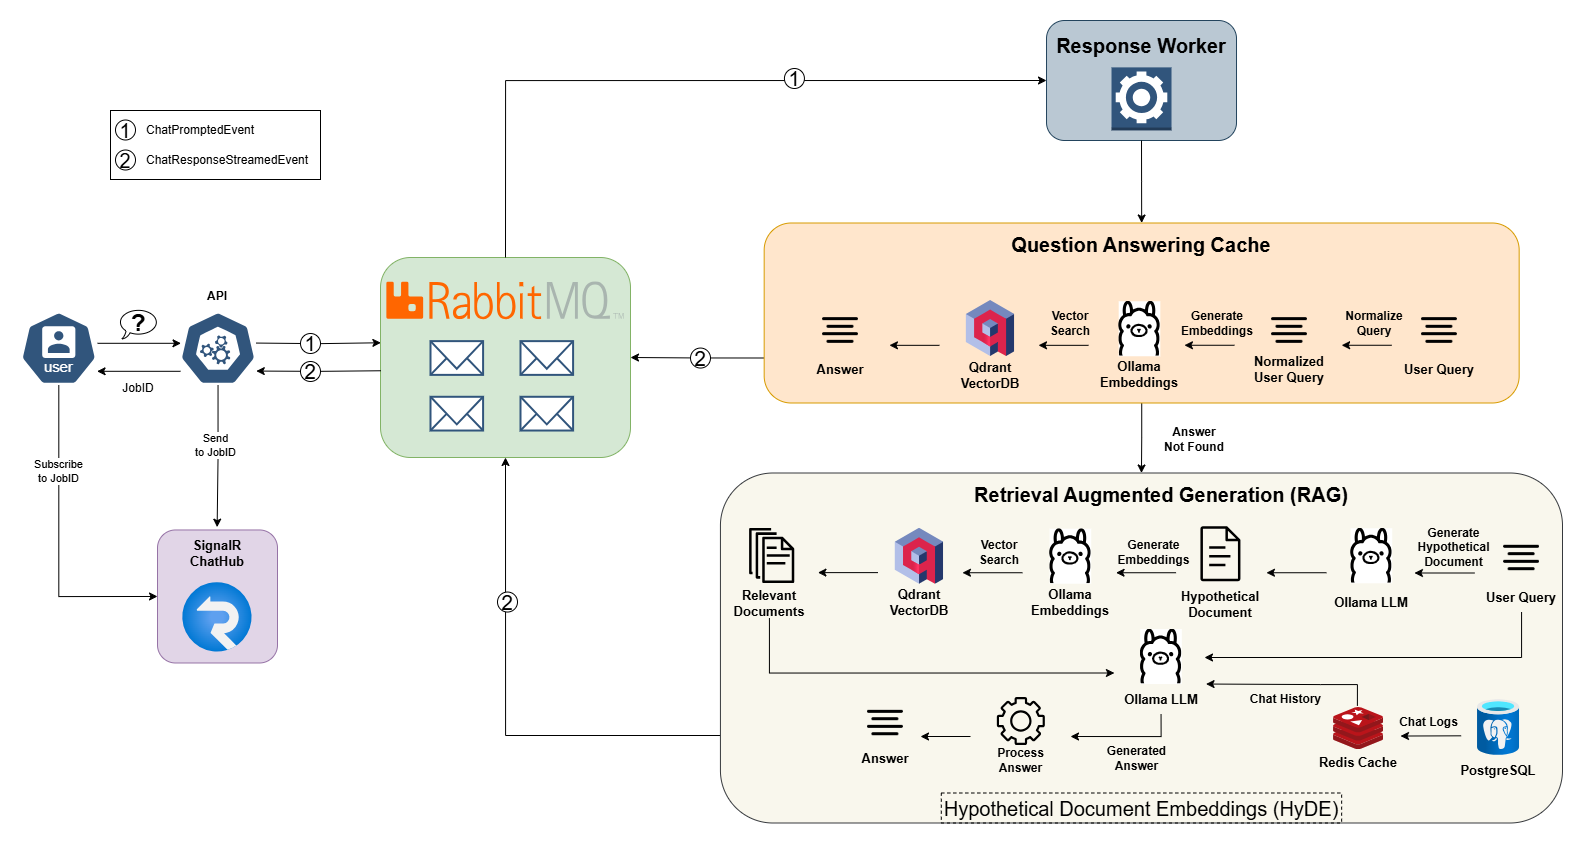 Response Worker
1
1 ChatPromptedEvent
2 ChatResponseStreamedEvent
Question Answering Cache
RabbitMQ™
API
?
user
JobID
1
2
2
Answer
Qdrant
VectorDB
Vector
Search
Ollama
Embeddings
Generate
Embeddings
Normalized
User Query
Normalize
Query
User Query
Send
to JobID
Subscribe
to JobID
Answer
Not Found
SignalR
ChatHub
2
Retrieval Augmented Generation (RAG)
Relevant
Documents
Qdrant
VectorDB
Vector
Search
Ollama
Embeddings
Generate
Embeddings
Hypothetical
Document
Ollama LLM
Generate
Hypothetical
Document
User Query
Ollama LLM
Chat History
Redis Cache
Chat Logs
PostgreSQL
Generated
Answer
Process
Answer
Answer
Hypothetical Document Embeddings (HyDE)